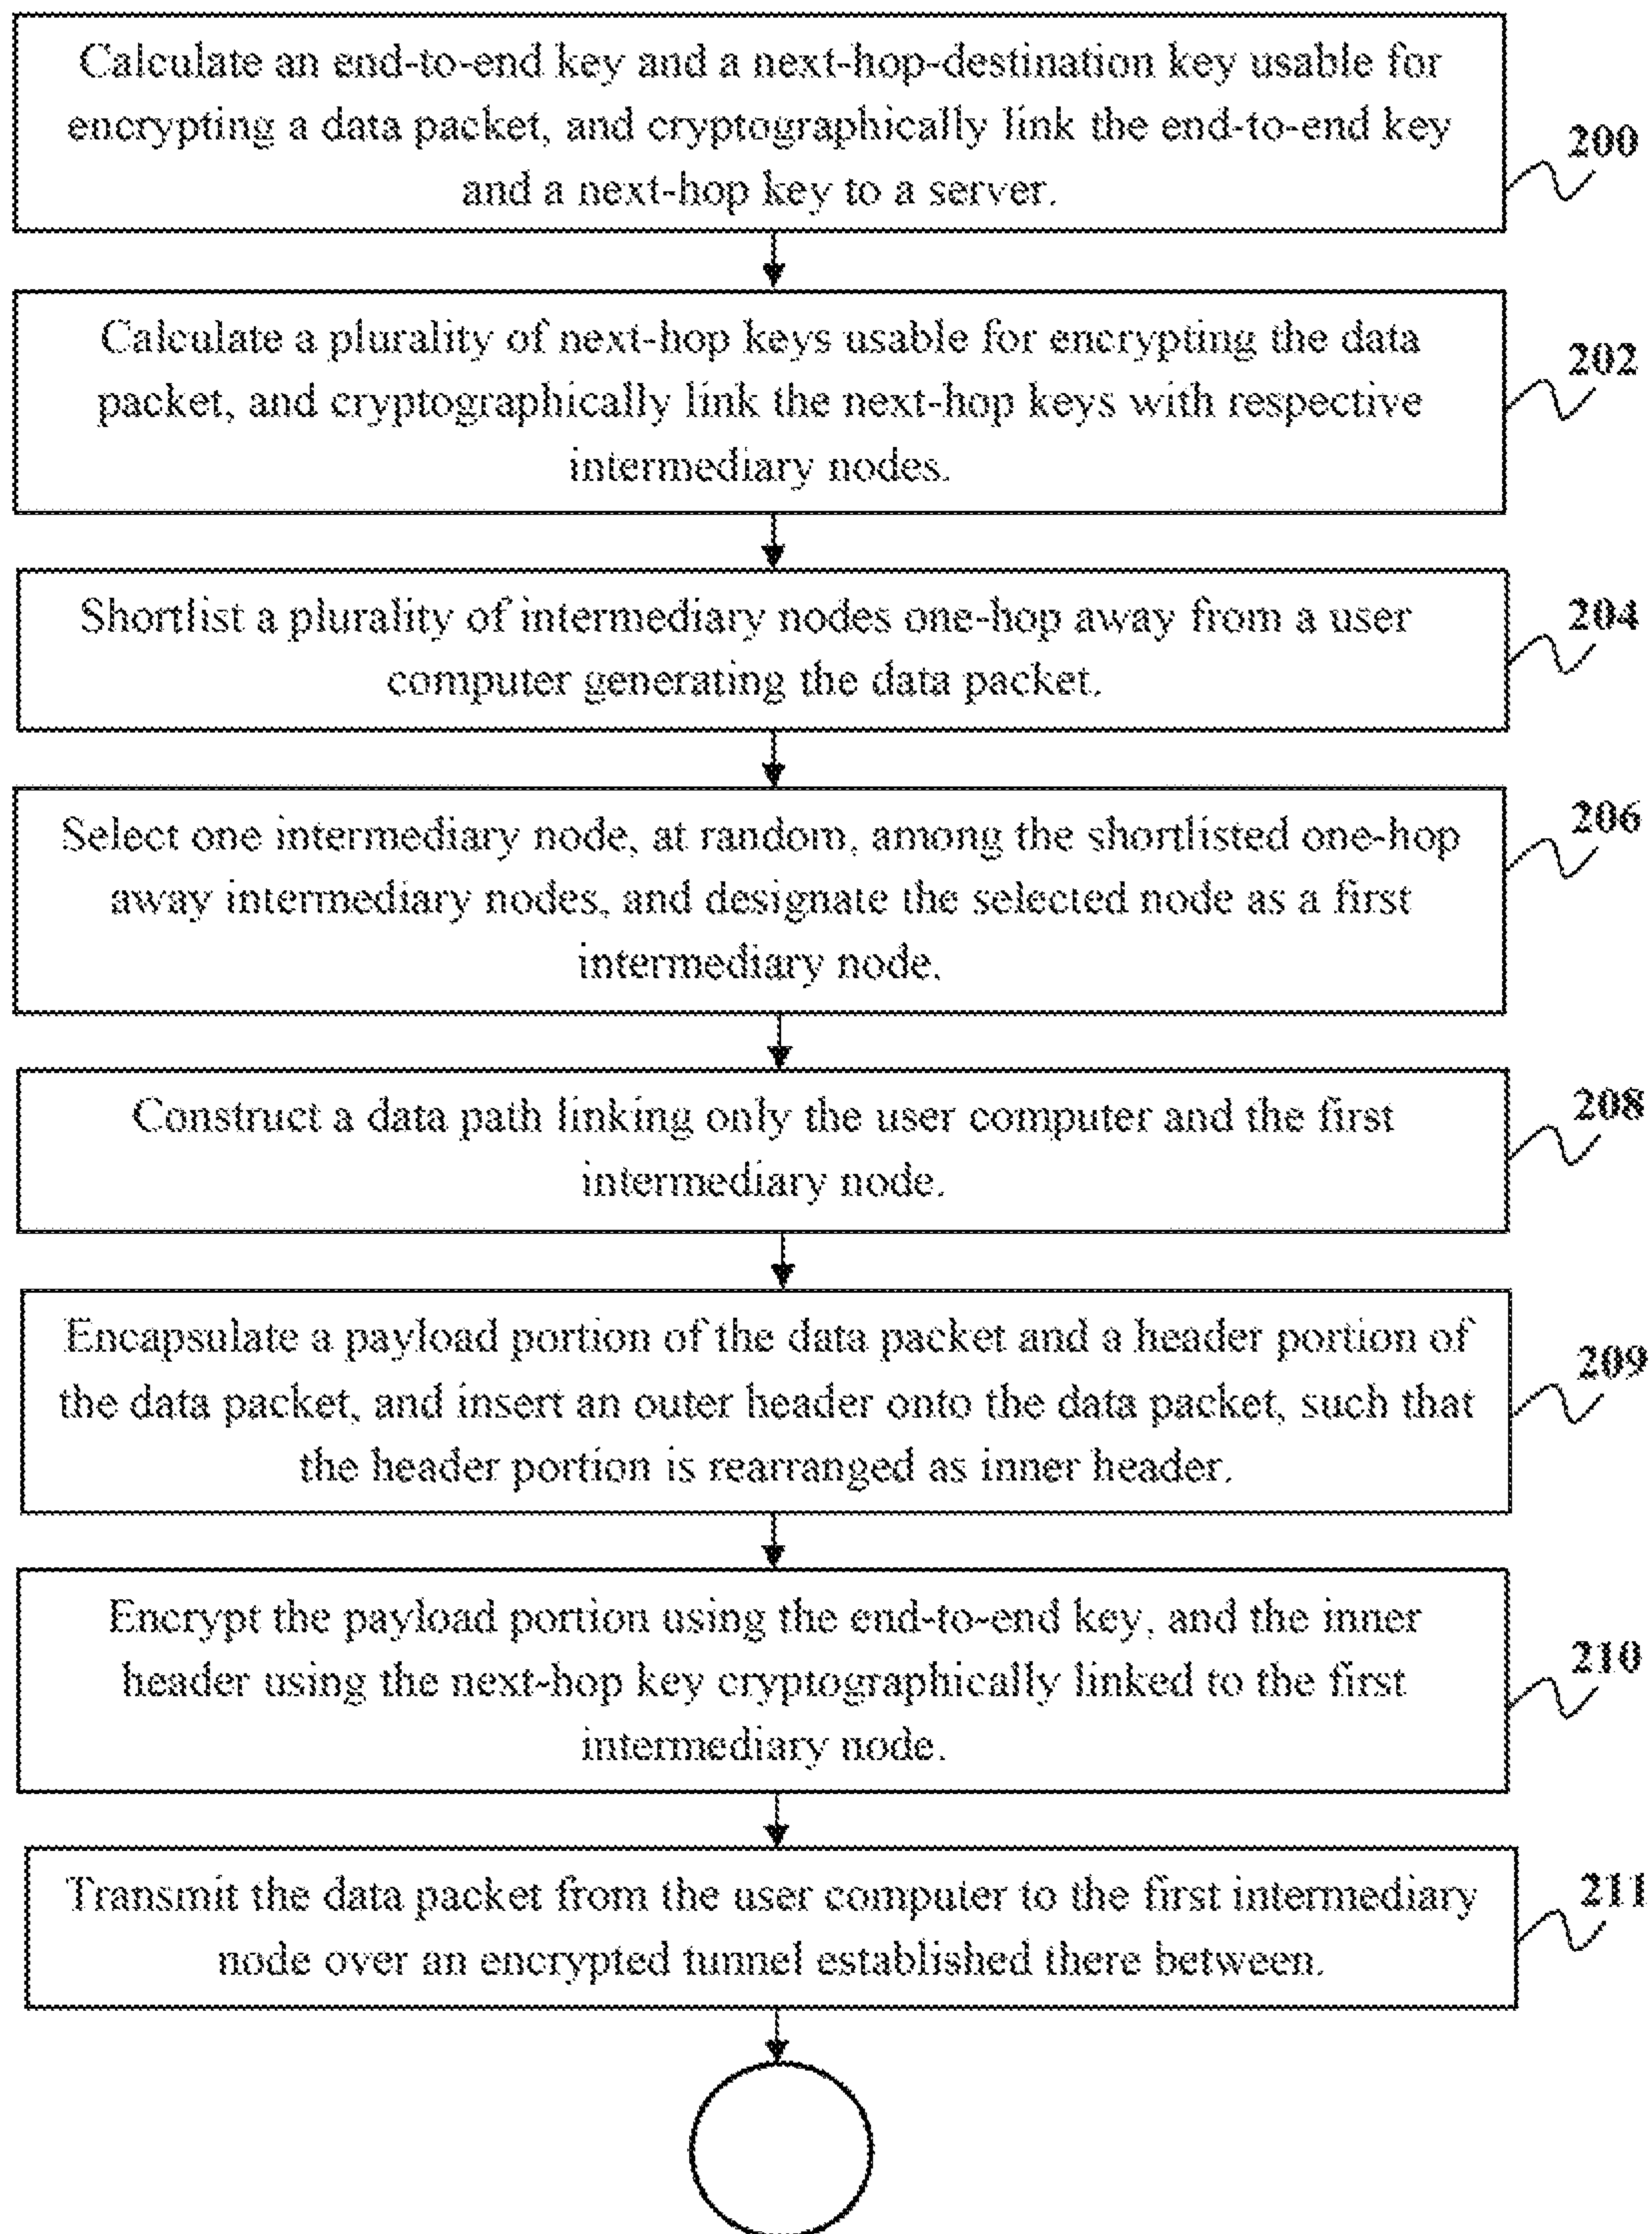 Calculate an end-to-end key and a next-hop-destination key usable for
encrypting a data packet, and cryptographically link the end-to-end key
and a next-hop key to a server.
200
Calculate a plurality of next-hop keys usable for encrypting the data
packet, and cryptographically link the next-hop keys with respective
intermediary nodes.
202
Shortlist a plurality of intermediary nodes one-hop away from a user
computer generating the data packet.
204
Select one intermediary node, at random, among the shortlisted one-hop
away intermediary nodes, and designate the selected node as a first
intermediary node.
206
Construct a data path linking only the user computer and the first
intermediary node.
208
Encapsulate a payload portion of the data packet and a header portion of
the data packet, and insert an outer header onto the data packet, such that
the header portion is rearranged as inner header.
209
Encrypt the payload portion using the end-to-end key, and the inner
header using the next-hop key cryptographically linked to the first
intermediary node.
210
Transmit the data packet from the user computer to the first intermediary
node over an encrypted tunnel established there between.
211